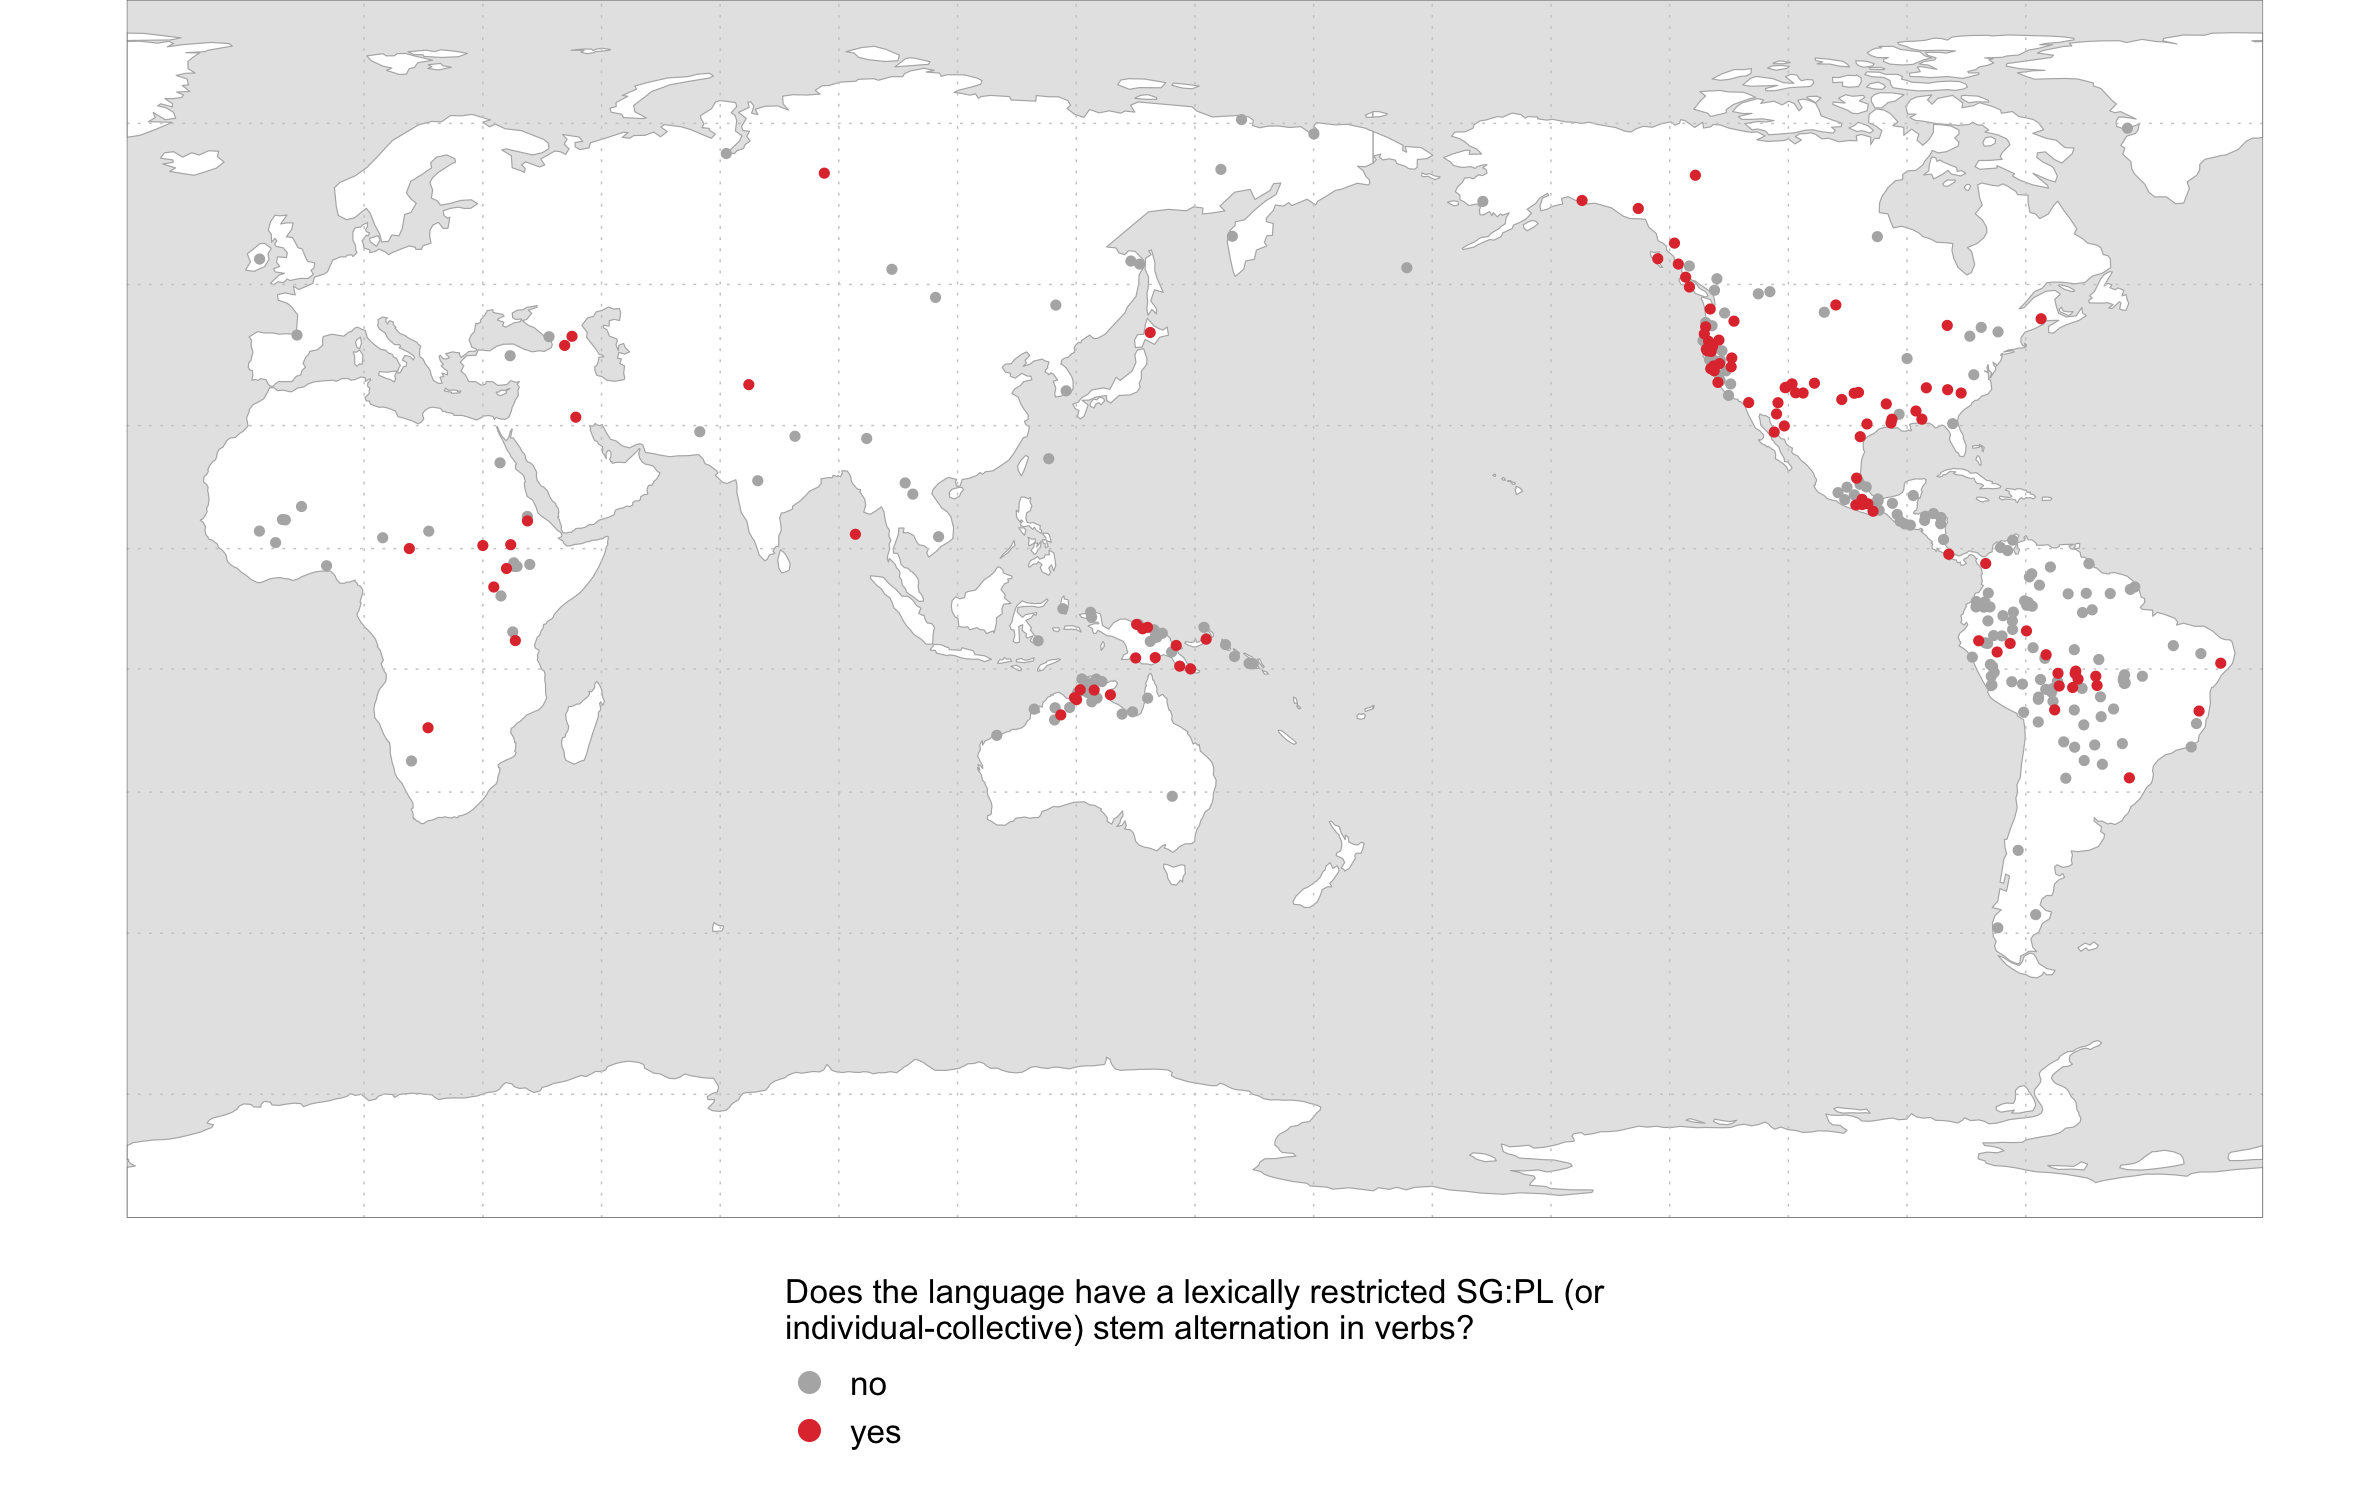 Does the language have a lexically restricted SG:PL (or
individual-collective) stem alternation in verbs?
no
yes